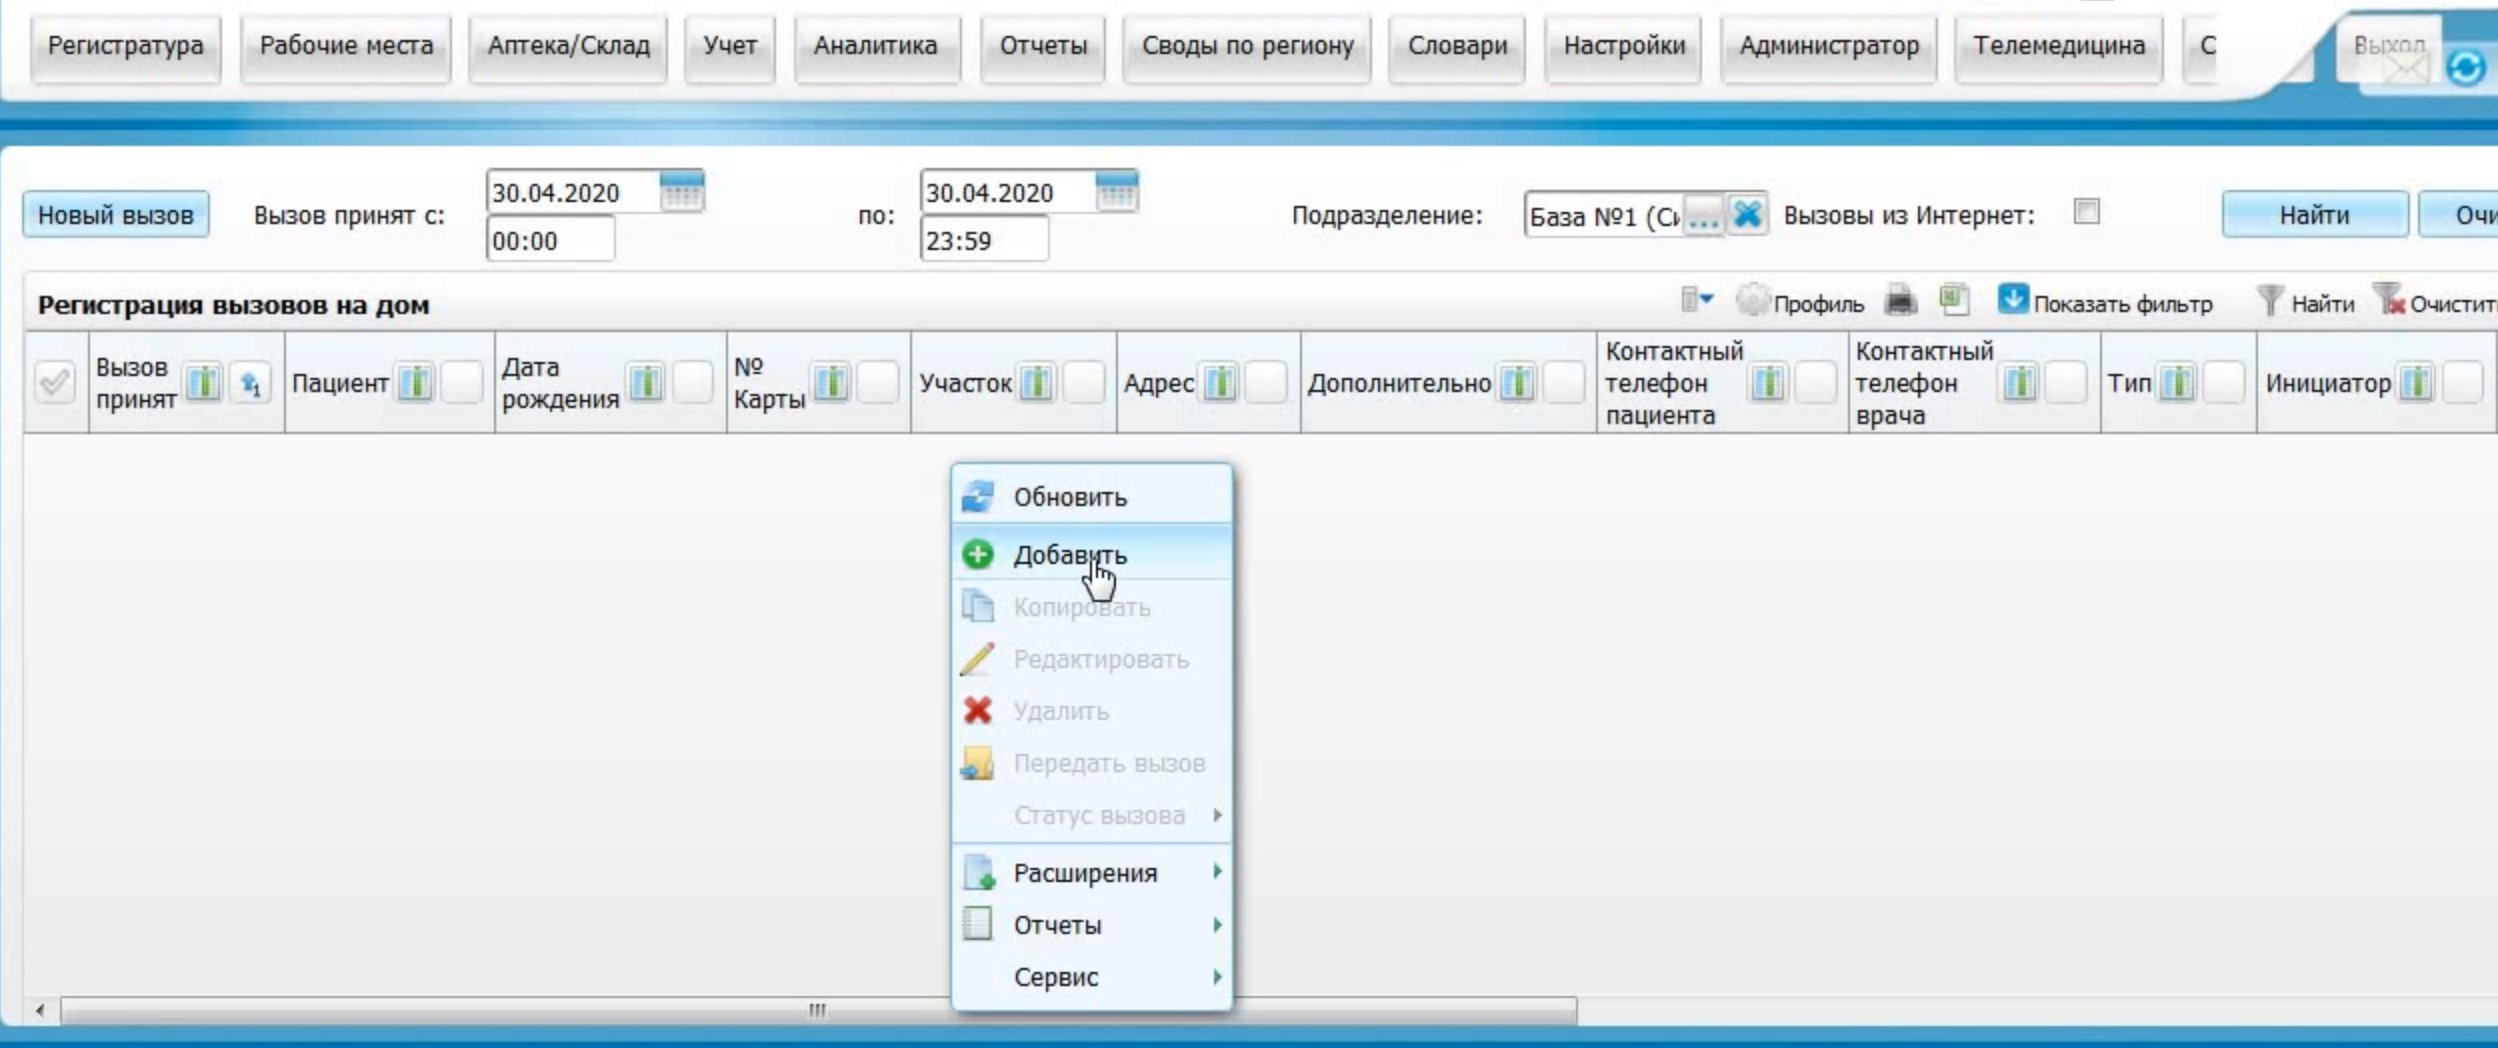 Регистратура Рабочие места Аптека/Склад Учет Аналитика Отчеты Своды по региону Словари Настройки Администратор Телемедицина С Выход
Новый вызов Вызов принят с: 30.04.2020 00:00 по: 30.04.2020 23:59 Подразделение: База №1 (Си ... Вызовы из Интернет: Найти Очи
Регистрация вызовов на дом Профиль Показать фильтр Найти Очистит
Вызов принят 1 Пациент Дата рождения № Карты Участок Адрес Дополнительно Контактный телефон пациента Контактный телефон врача Тип Инициатор
Обновить
Добавить
Копировать
Редактировать
Удалить
Передать вызов
Статус вызова
Расширения
Отчеты
Сервис